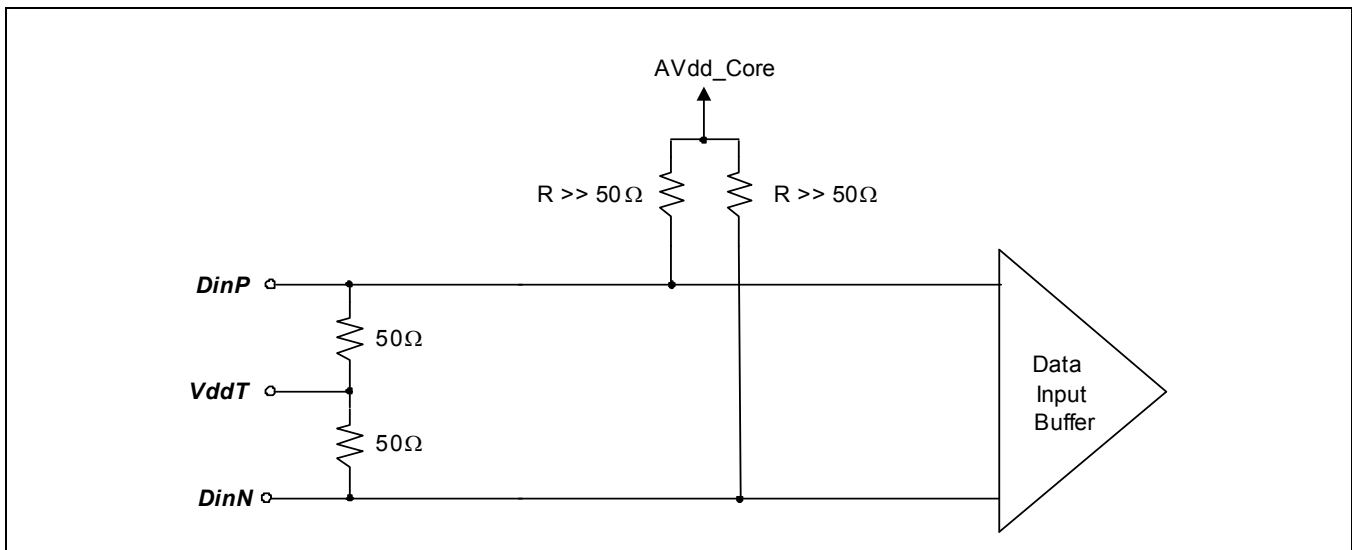 AVdd_Core
R >> 50Ω
R >> 50Ω
DinP
50Ω
VddT
50Ω
DinN
Data
Input
Buffer